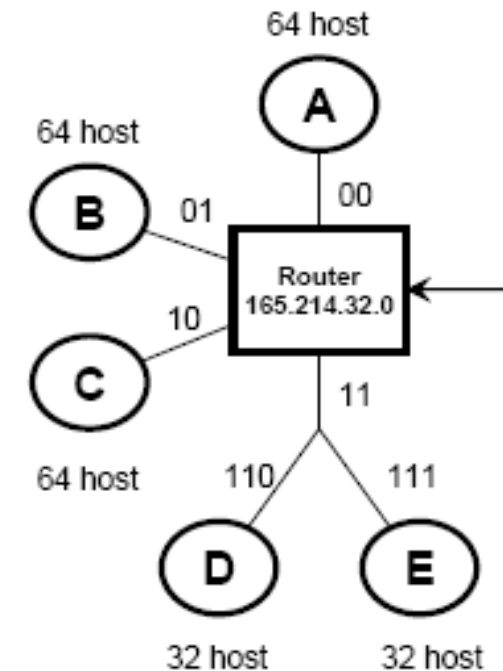 64 host
A
64 host
B
01
00
Router
165.214.32.0
10
C
11
64 host
110
111
D
E
32 host
32 host